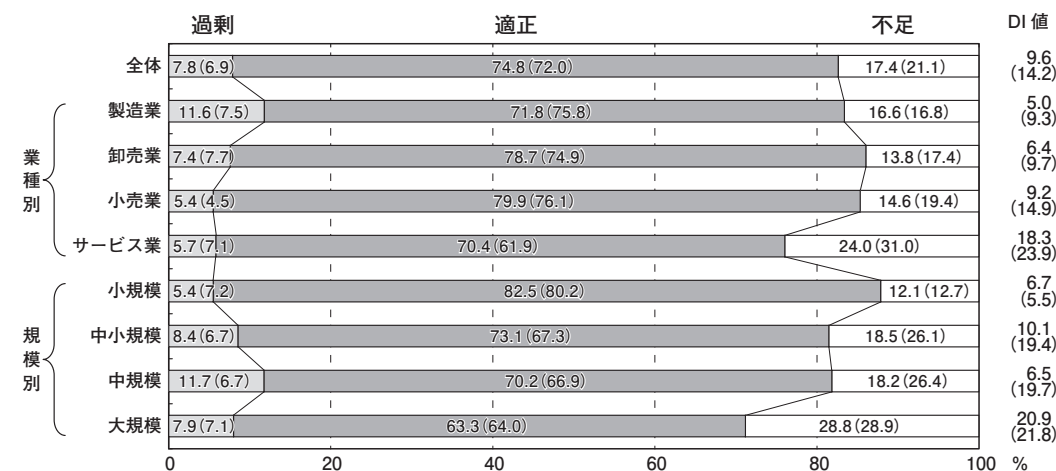 過剰 適正 不足 DI 値
全体 7.8(6.9) 74.8(72.0) 17.4(21.1) 9.6 (14.2)
業種別
製造業 11.6(7.5) 71.8(75.8) 16.6(16.8) 5.0 (9.3)
卸売業 7.4(7.7) 78.7(74.9) 13.8(17.4) 6.4 (9.7)
小売業 5.4(4.5) 79.9(76.1) 14.6(19.4) 9.2 (14.9)
サービス業 5.7(7.1) 70.4(61.9) 24.0(31.0) 18.3 (23.9)
規模別
小規模 5.4(7.2) 82.5(80.2) 12.1(12.7) 6.7 (5.5)
中小規模 8.4(6.7) 73.1(67.3) 18.5(26.1) 10.1 (19.4)
中規模 11.7(6.7) 70.2(66.9) 18.2(26.4) 6.5 (19.7)
大規模 7.9(7.1) 63.3(64.0) 28.8(28.9) 20.9 (21.8)
0 20 40 60 80 100 %